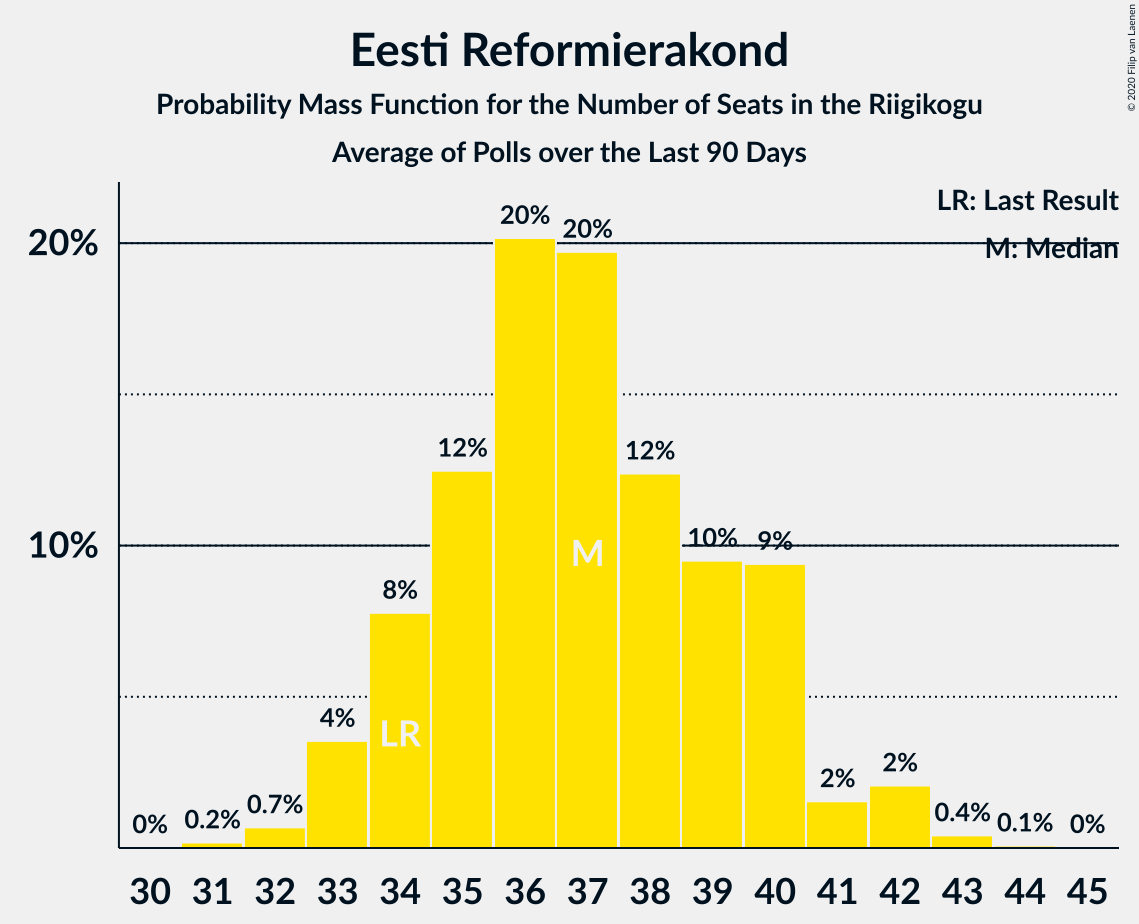 Eesti Reformierakond
Probability Mass Function for the Number of Seats in the Riigikogu
Average of Polls over the Last 90 Days
© 2020 Filip van Laenen
LR: Last Result
M: Median
20%
10%
0%
0.2%
0.7%
4%
8%
12%
20%
20%
12%
10%
9%
2%
2%
0.4%
0.1%
0%
LR
M
30 31 32 33 34 35 36 37 38 39 40 41 42 43 44 45